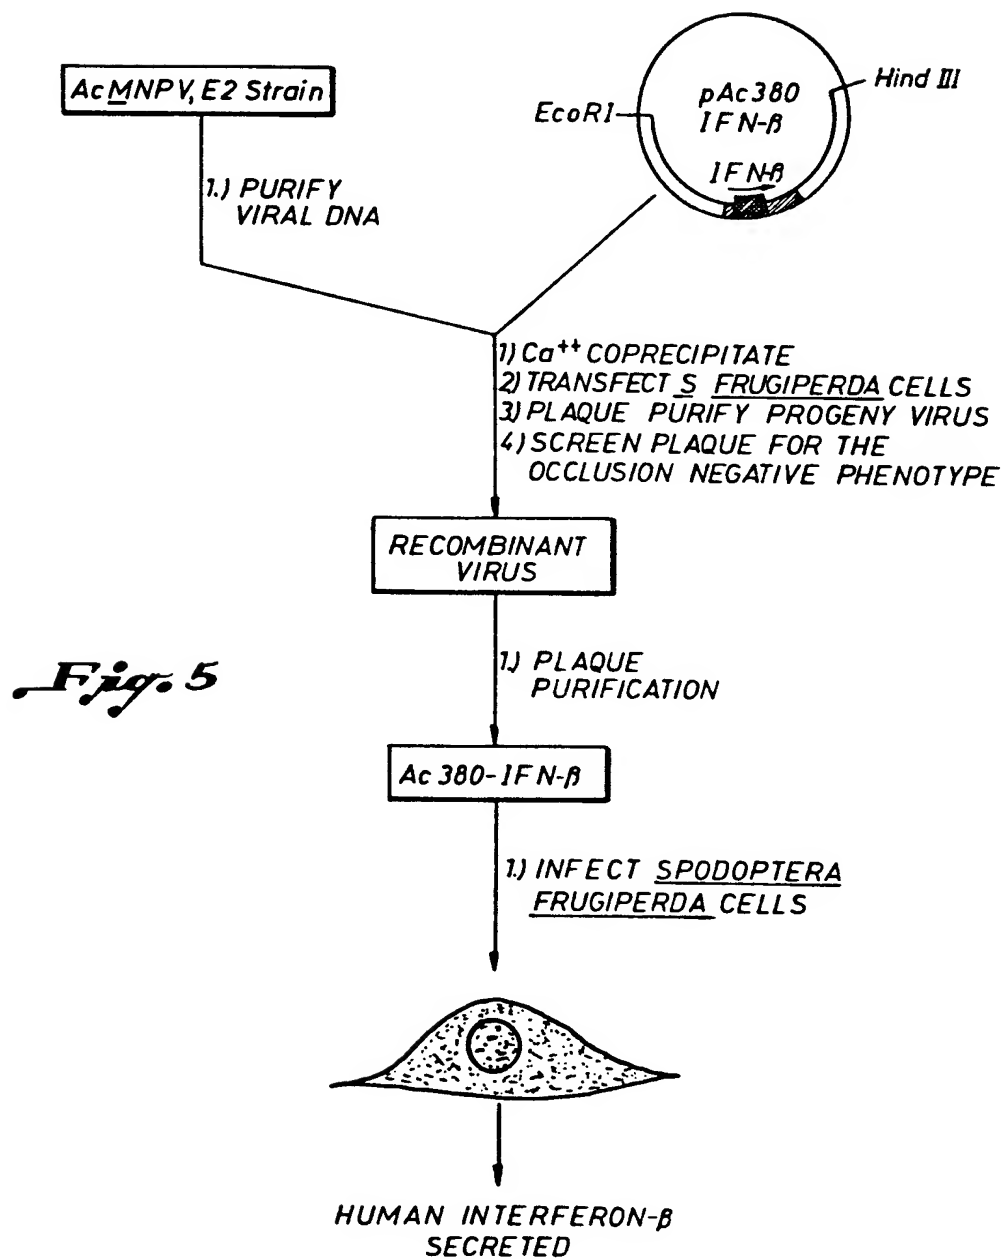 AcMNPV, E2 Strain
1.) PURIFY
VIRAL DNA
EcoRI
pAc380
IFN-β
Hind III
IFN-β
1) Ca++ COPRECIPITATE
2) TRANSFECT S FRUGIPERDA CELLS
3) PLAQUE PURIFY PROGENY VIRUS
4) SCREEN PLAQUE FOR THE
OCCLUSION NEGATIVE PHENOTYPE
RECOMBINANT
VIRUS
1.) PLAQUE
PURIFICATION
Fig. 5
Ac 380-IFN-β
1.) INFECT SPODOPTERA
FRUGIPERDA CELLS
HUMAN INTERFERON-β
SECRETED